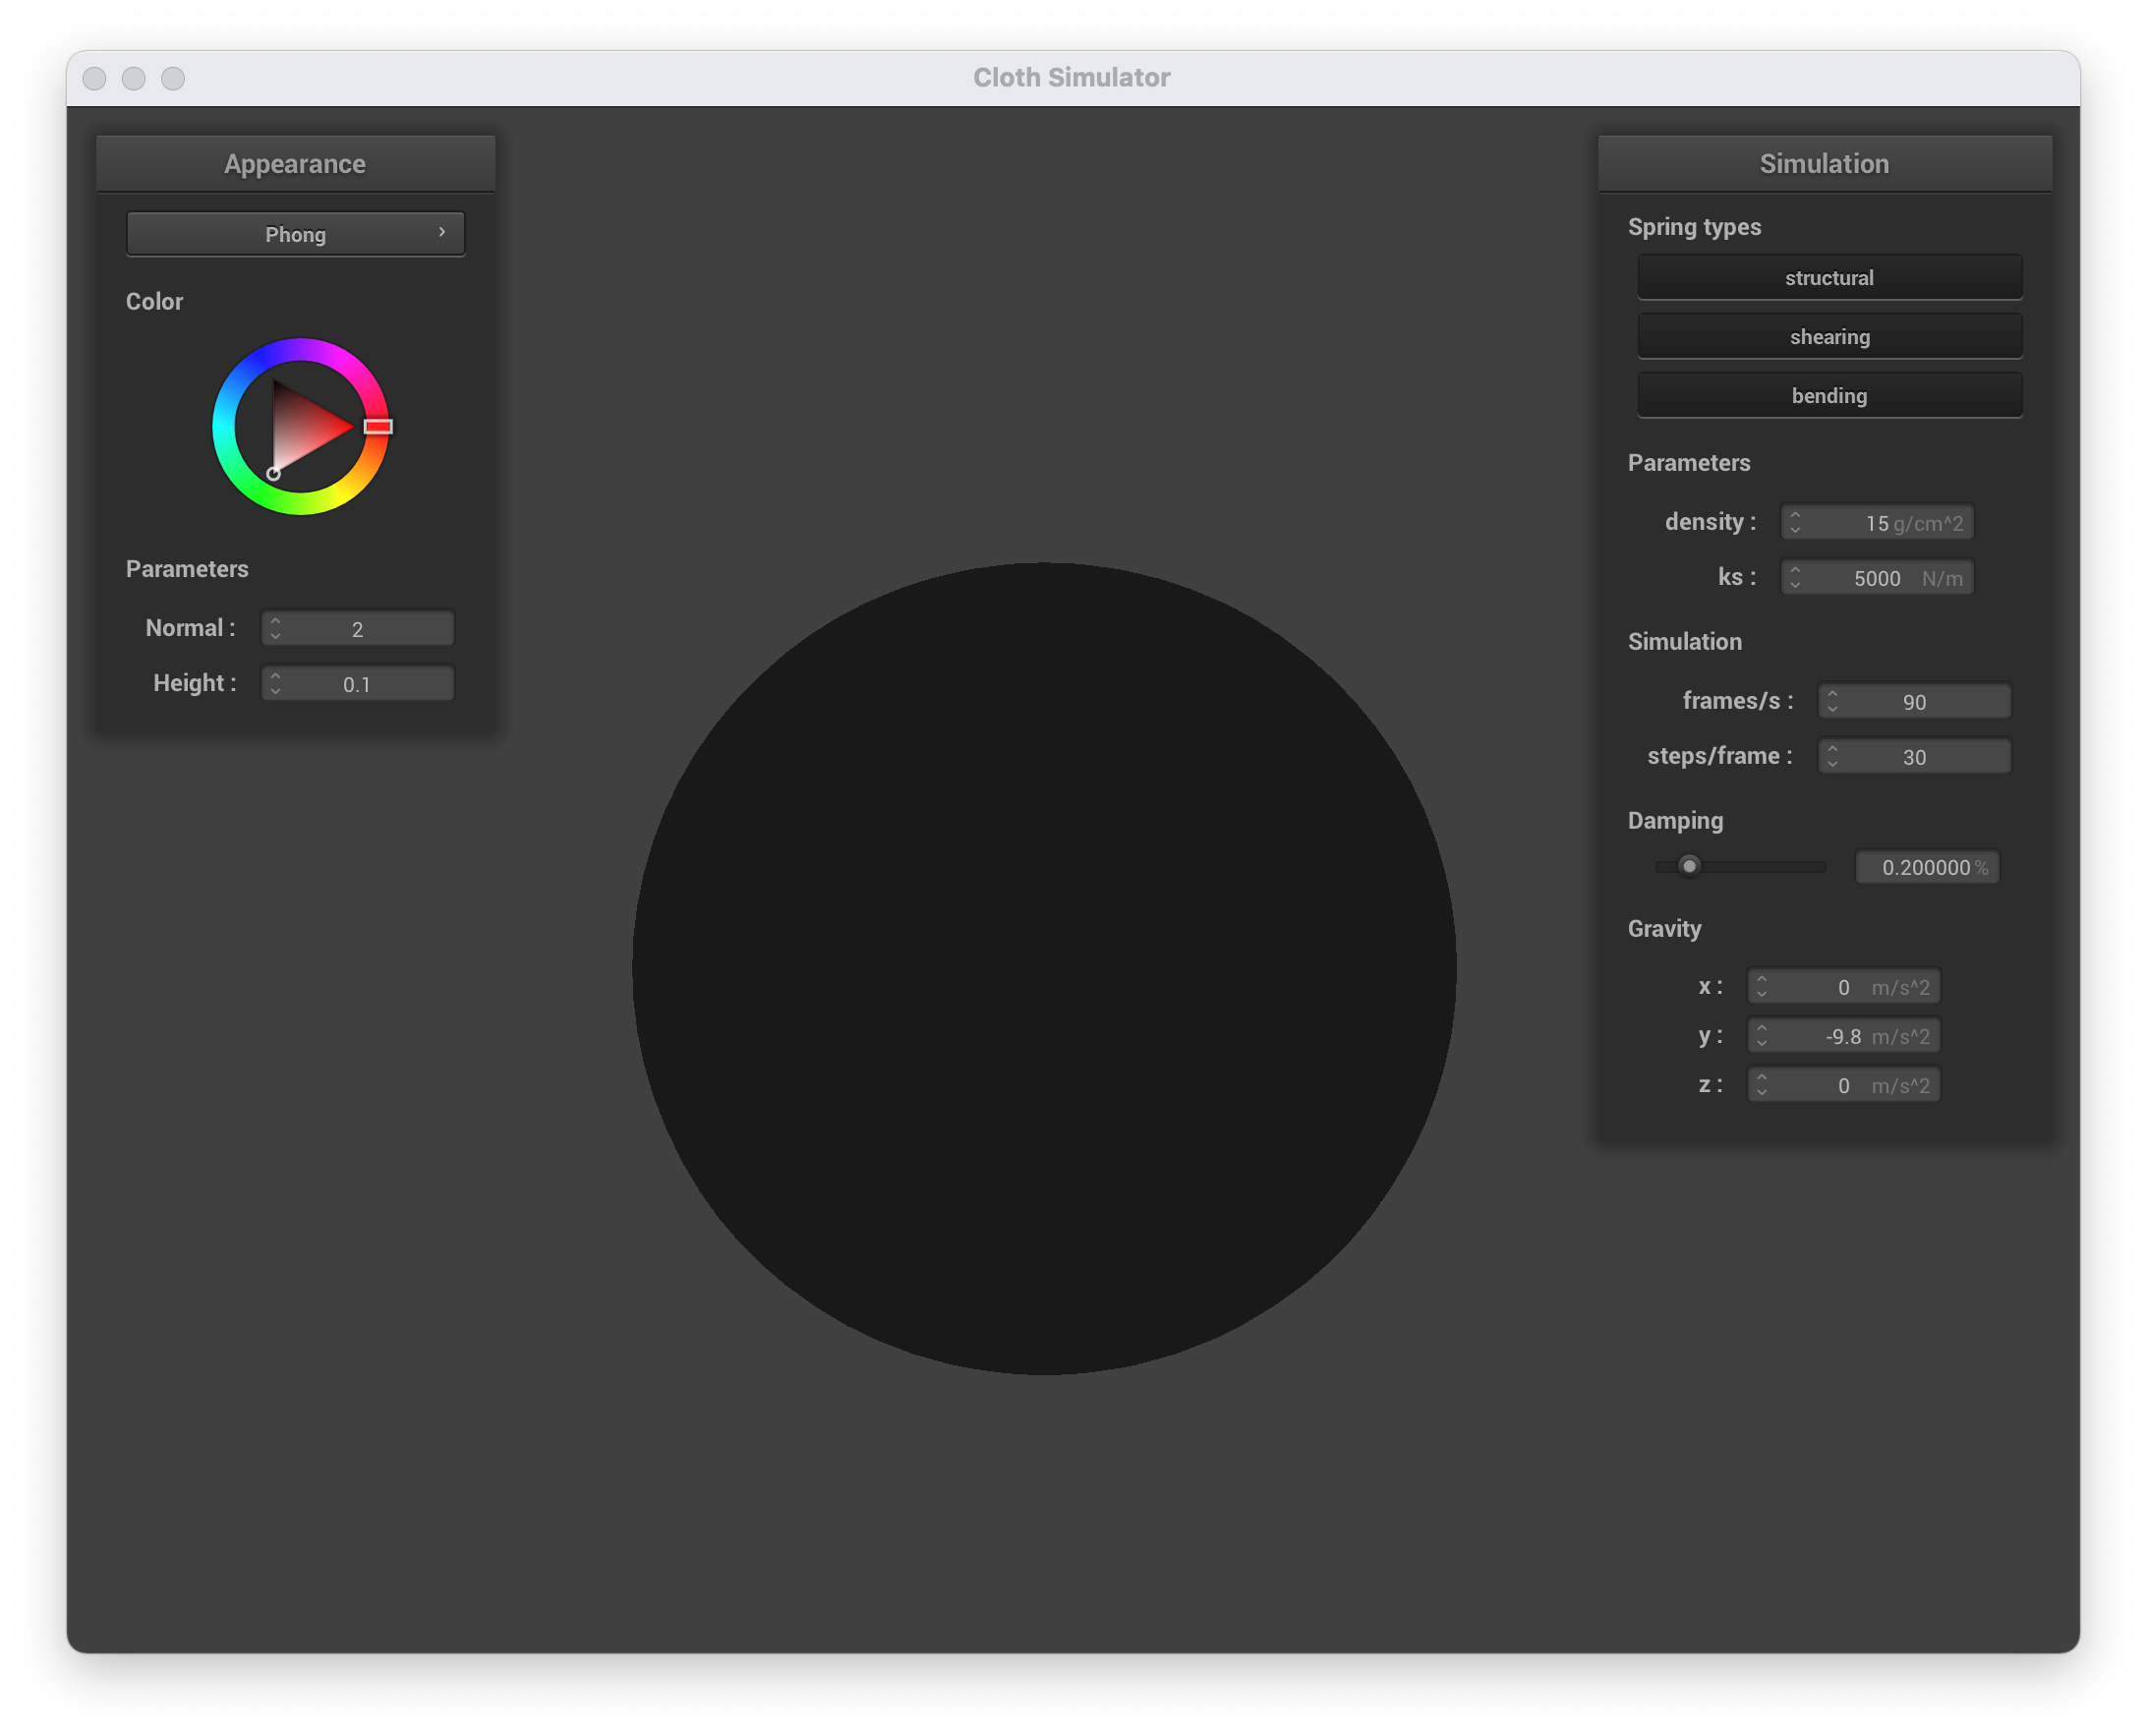 Cloth Simulator
Appearance
Phong
Color
Parameters
Normal : 2
Height : 0.1
Simulation
Spring types
structural
shearing
bending
Parameters
density : 15 g/cm^2
ks : 5000 N/m
Simulation
frames/s : 90
steps/frame : 30
Damping
0.200000 %
Gravity
x : 0 m/s^2
y : -9.8 m/s^2
z : 0 m/s^2